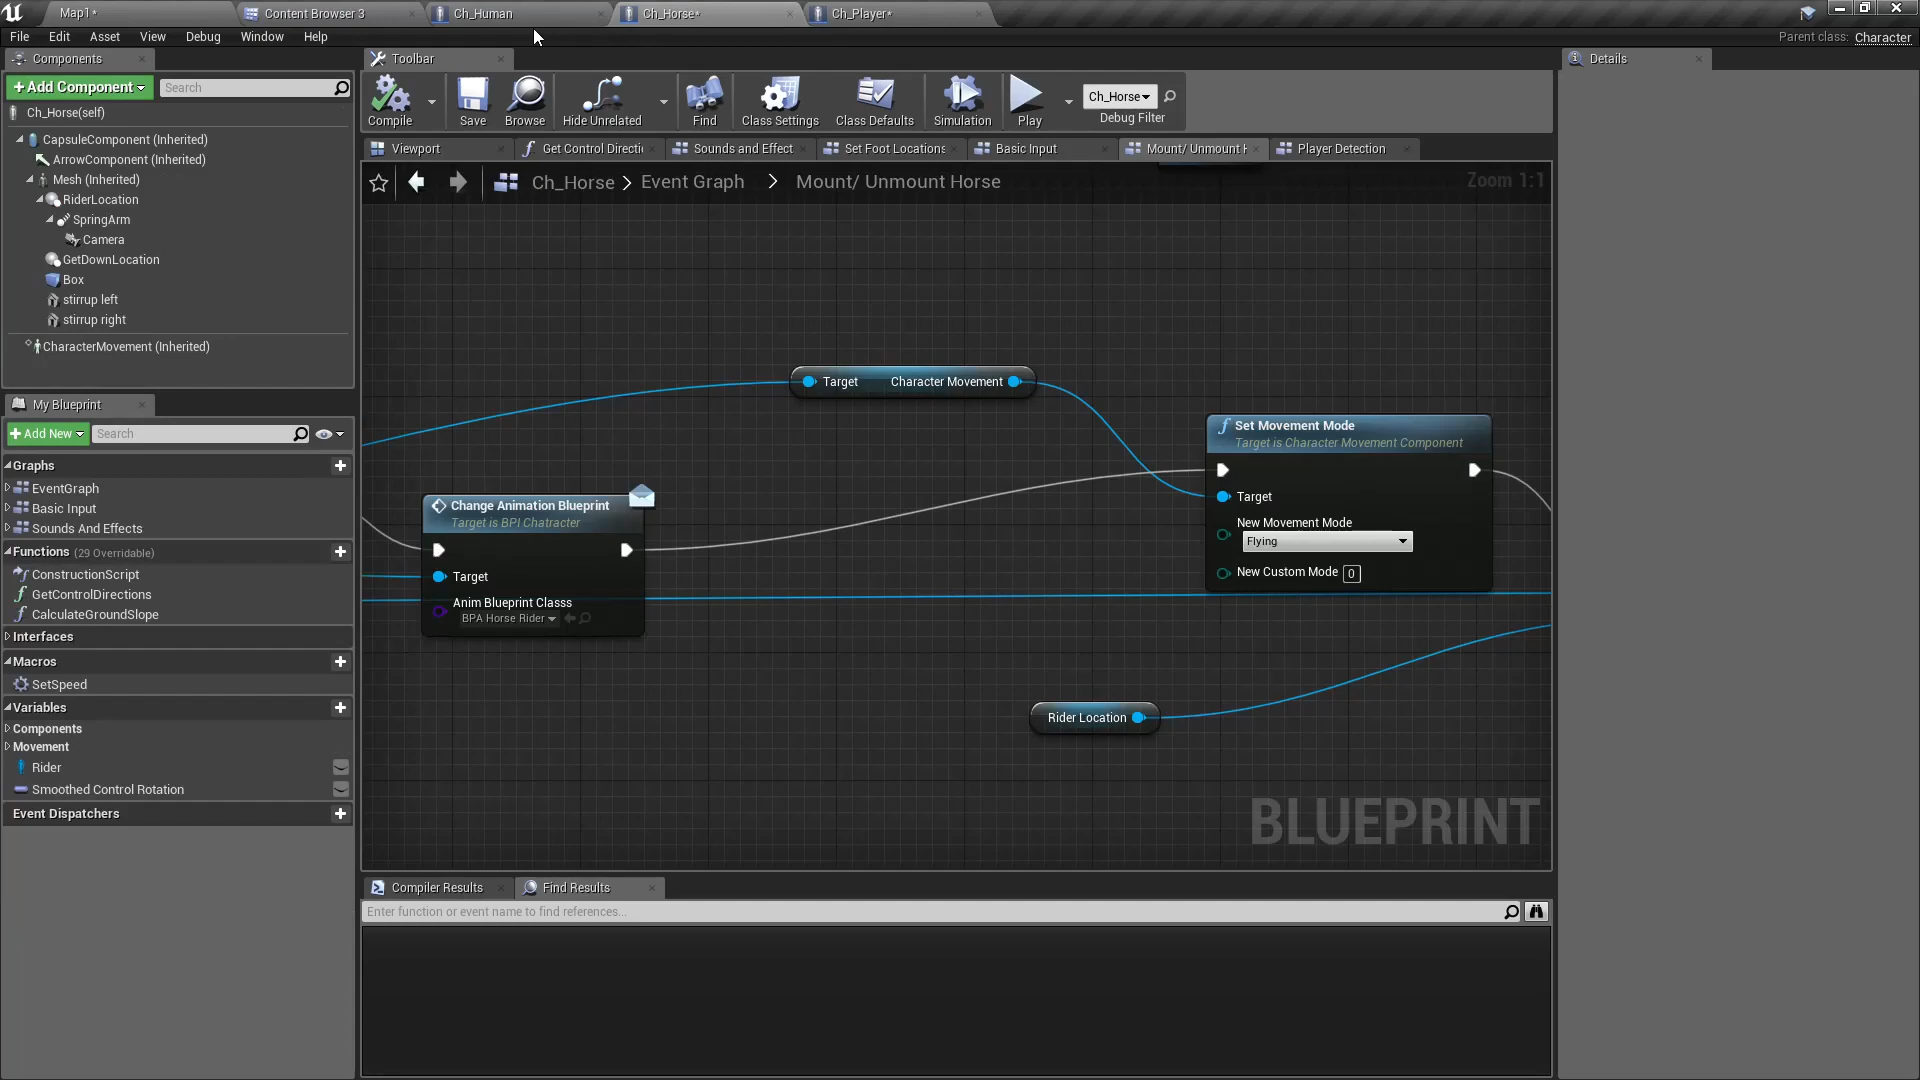 Map1*
Content Browser 3
Ch_Human
Ch_Horse*
Ch_Player*
File Edit Asset View Debug Window Help
Parent class: Character
Components
Toolbar
Details
+Add Component
Search
Compile
Save
Browse
Hide Unrelated
Find
Class Settings
Class Defaults
Simulation
Play
Ch_Horse
Debug Filter
Ch_Horse(self)
CapsuleComponent (Inherited)
ArrowComponent (Inherited)
Mesh (Inherited)
RiderLocation
SpringArm
Camera
GetDownLocation
Box
stirrup left
stirrup right
CharacterMovement (Inherited)
Viewport
Get Control Directi
Sounds and Effect
Set Foot Locations
Basic Input
Mount/ Unmount H
Player Detection
Ch_Horse > Event Graph > Mount/ Unmount Horse
Zoom 1:1
My Blueprint
+Add New
Search
Graphs
EventGraph
Basic Input
Sounds And Effects
Functions (29 Overridable)
ConstructionScript
GetControlDirections
CalculateGroundSlope
Interfaces
Macros
SetSpeed
Variables
Components
Movement
Rider
Smoothed Control Rotation
Event Dispatchers
Target Character Movement
Set Movement Mode
Target is Character Movement Component
Target
New Movement Mode
Flying
New Custom Mode 0
Change Animation Blueprint
Target is BPI Chatracter
Target
Anim Blueprint Classs
BPA Horse Rider
Rider Location
BLUEPRINT
Compiler Results
Find Results
Enter function or event name to find references...